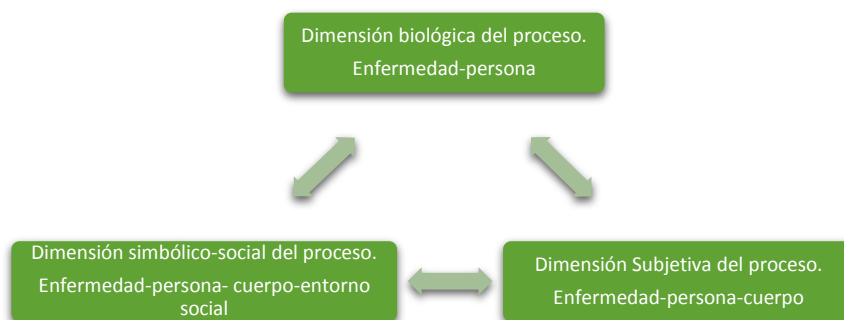 Dimensión biológica del proceso.
Enfermedad-persona
Dimensión simbólico-social del proceso.
Enfermedad-persona- cuerpo-entorno
social
Dimensión Subjetiva del proceso.
Enfermedad-persona-cuerpo